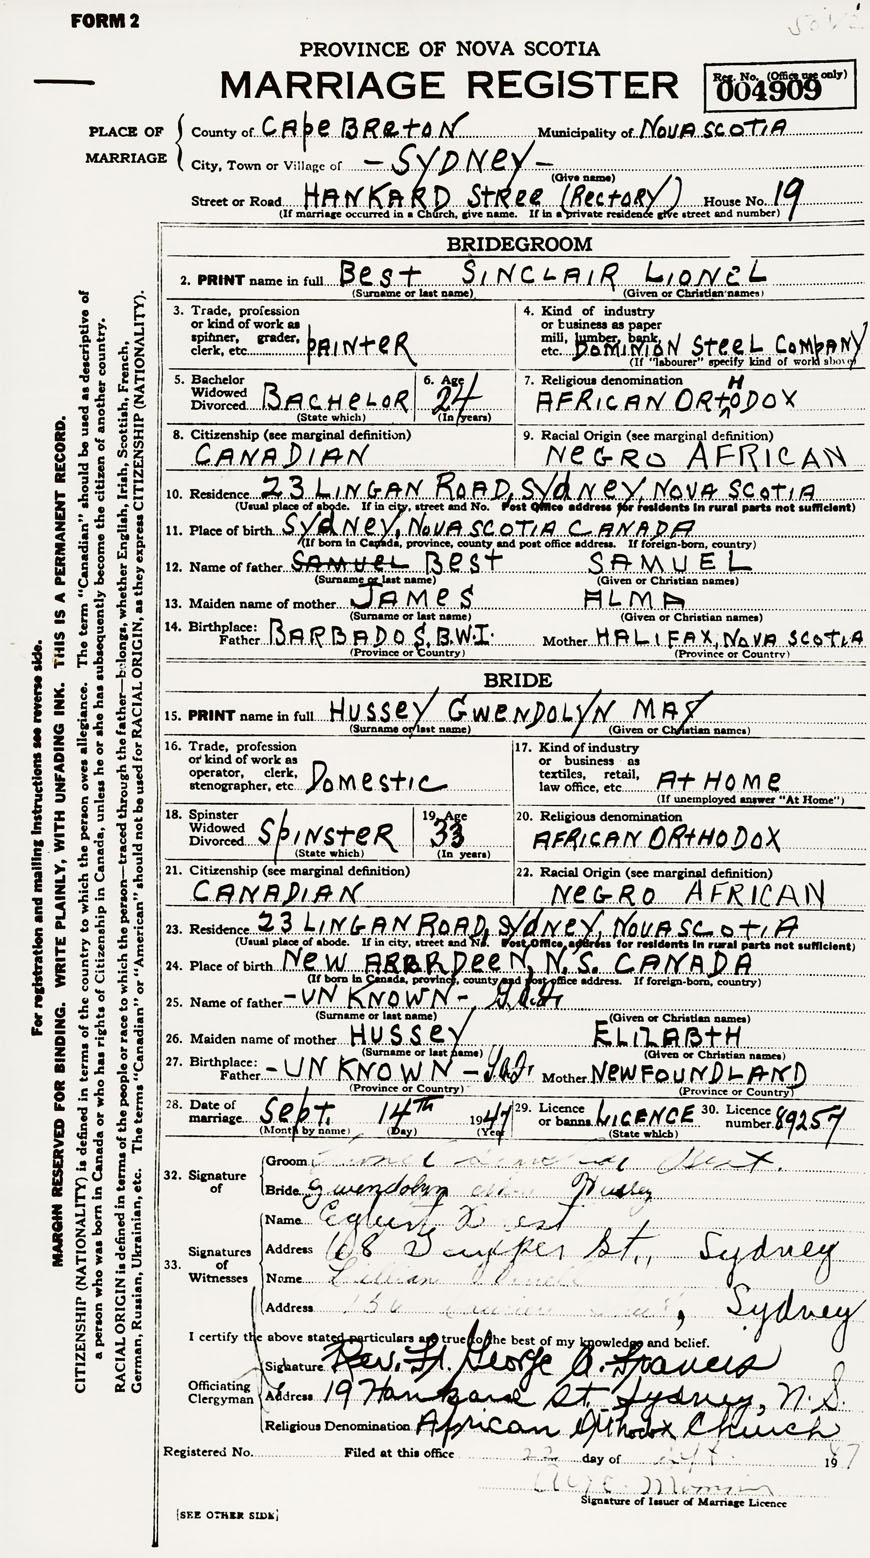 FORM 2
PROVINCE OF NOVA SCOTIA
MARRIAGE REGISTER
Reg. No. (Office use only)
004909
PLACE OF MARRIAGE
County of CApe BReTON Municipality of NOVA SCOTIA
City, Town or Village of - SYDNEY -
(Give name)
Street or Road HANKARD Stree (RectoRY) House No. 19
(If marriage occurred in a Church, give name. If in a private residence give street and number)
BRIDEGROOM
2. PRINT name in full Best SINCLAIR LIONEL
(Surname or last name) (Given or Christian names)
3. Trade, profession or kind of work as spinner, grader, clerk, etc. pAINteR
4. Kind of industry or business as paper mill, lumber, bank, etc. DOMINION SteeL CompANY
(If "labourer" specify kind of work above)
5. Bachelor Widowed Divorced BACHeLOR
(State which)
6. Age 24
(In years)
7. Religious denomination
AFRICAN ORtHODOX
8. Citizenship (see marginal definition)
CANADIAN
9. Racial Origin (see marginal definition)
NeGRO AFRICAN
10. Residence 23 LINGAN ROAD, SYdNeY, NOVA SCOTIA
(Usual place of abode. If in city, street and No. Post Office address for residents in rural parts not sufficient)
11. Place of birth SYdNeY, NOVA SCOTIA CANADA
(If born in Canada, province, county and post office address. If foreign-born, country)
12. Name of father SAMUEL BEST SAMUEL
(Surname or last name) (Given or Christian names)
13. Maiden name of mother JAMES ALMA
(Surname or last name) (Given or Christian names)
14. Birthplace: Father BARBADOS, B.W.I. Mother HALIFAX, NOVA SCOTIA
(Province or Country) (Province or Country)
BRIDE
15. PRINT name in full HUSSEY GWENDOLYN MAY
(Surname or last name) (Given or Christian names)
16. Trade, profession or kind of work as operator, clerk, stenographer, etc. DomestIC
17. Kind of industry or business as textiles, retail, law office, etc. At HOME
(If unemployed answer "At Home")
18. Spinster Widowed Divorced SPINSTER
(State which)
19. Age 33
(In years)
20. Religious denomination
AFRICAN ORTHODOX
21. Citizenship (see marginal definition)
CANADIAN
22. Racial Origin (see marginal definition)
NeGRO AFRICAN
23. Residence 23 LINGAN ROAD, SYdNeY, NOVA SCOTIA
(Usual place of abode. If in city, street and No. Post Office address for residents in rural parts not sufficient)
24. Place of birth NEW ABERDEEN, N.S. CANADA
(If born in Canada, province, county and post office address. If foreign-born, country)
25. Name of father - UNKNOWN -
(Surname or last name) (Given or Christian names)
26. Maiden name of mother HUSSEY ELIZABTH
(Surname or last name) (Given or Christian names)
27. Birthplace: Father - UNKNOWN - Mother NEWFOUNDLAND
(Province or Country) (Province or Country)
28. Date of marriage Sept. 14TH 1947
(Month by name) (Day) (Year)
29. Licence or banns LICENCE
(State which)
30. Licence number 89257
32. Signature of
Groom Best.
Bride Gwendolyn Hussey
33. Signatures of Witnesses
Name Egbert
Address 68 St., Sydney
Name Lillian
Address , Sydney
I certify the above stated particulars are true to the best of my knowledge and belief.
Officiating Clergyman
Signature Rev. Fr. George A. Francis
Address 19 Hankard St. Sydney, N.S.
Religious Denomination African Orthodox Church
Registered No. Filed at this office 22 day of 1947
Signature of Issuer of Marriage Licence
[SEE OTHER SIDE]
For registration and mailing instructions see reverse side.
MARGIN RESERVED FOR BINDING. WRITE PLAINLY, WITH UNFADING INK. THIS IS A PERMANENT RECORD.
CITIZENSHIP (NATIONALITY) is defined in terms of the country to which the person owes allegiance. The term "Canadian" should be used as descriptive of
a person who was born in Canada or who has rights of Citizenship in Canada, unless he or she has subsequently become the citizen of another country.
RACIAL ORIGIN is defined in terms of the people or race to which the person—traced through the father—belongs, whether English, Irish, Scottish, French,
German, Russian, Ukrainian, etc. The terms "Canadian" or "American" should not be used for RACIAL ORIGIN, as they express CITIZENSHIP (NATIONALITY).